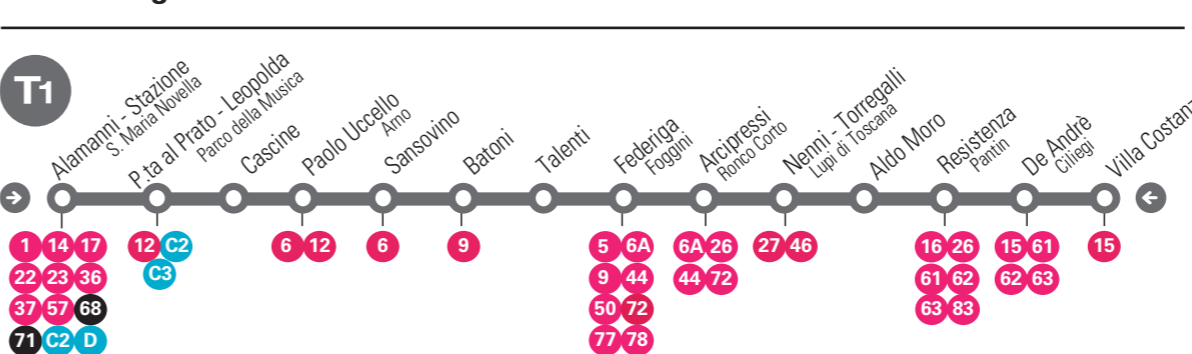 T1
Alamanni - Stazione
S. Maria Novella
P.ta al Prato - Leopolda
Parco della Musica
Cascine
Paolo Uccello
Arno
Sansovino
Batoni
Talenti
Federiga
Foggini
Arcipressi
Ronco Corto
Nenni - Torregalli
Lupi di Toscana
Aldo Moro
Resistenza
Pantin
De Andrè
Ciliegi
Villa Costanz
1 14 17
22 23 36
37 57 68
71 C2 D
12 C2
C3
6 12
6
9
5 6A
9 44
50 72
77 78
6A 26
44 72
27 46
16 26
61 62
63 83
15 61
62 63
15